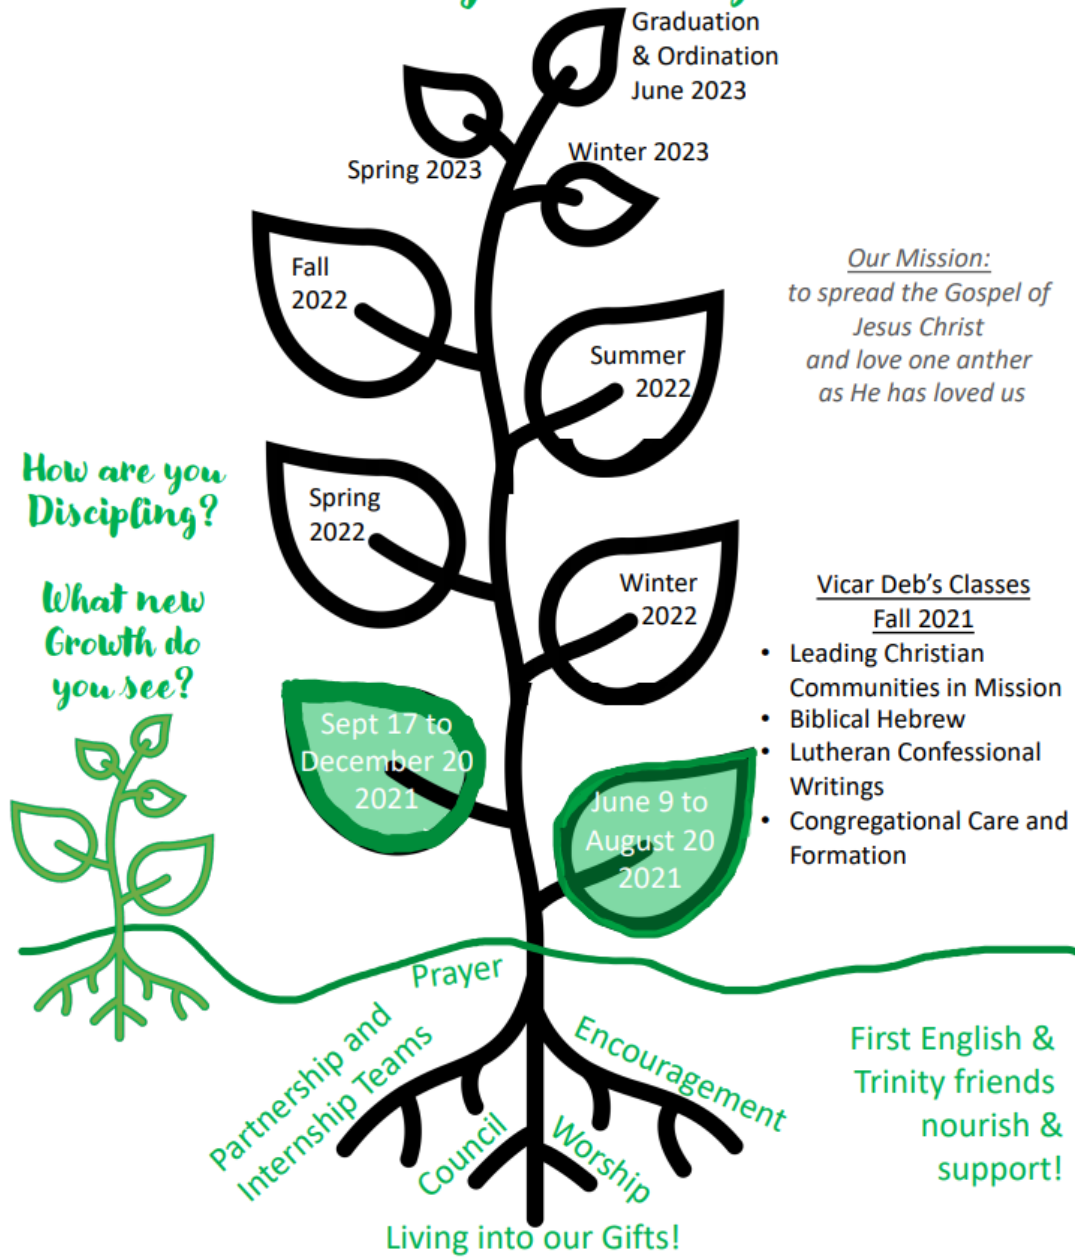 Graduation
& Ordination
June 2023
Spring 2023
Winter 2023
Fall
2022
Our Mission:
to spread the Gospel of
Jesus Christ
and love one anther
as He has loved us
Summer
2022
How are you
Discipling?
Spring
2022
What new
Growth do
you see?
Winter
2022
Vicar Deb's Classes
Fall 2021
• Leading Christian
Communities in Mission
• Biblical Hebrew
• Lutheran Confessional
Writings
• Congregational Care and
Formation
Sept 17 to
December 20
2021
June 9 to
August 20
2021
Prayer
Partnership and
Internship Teams
Council
Worship
Encouragement
First English &
Trinity friends
nourish &
support!
Living into our Gifts!